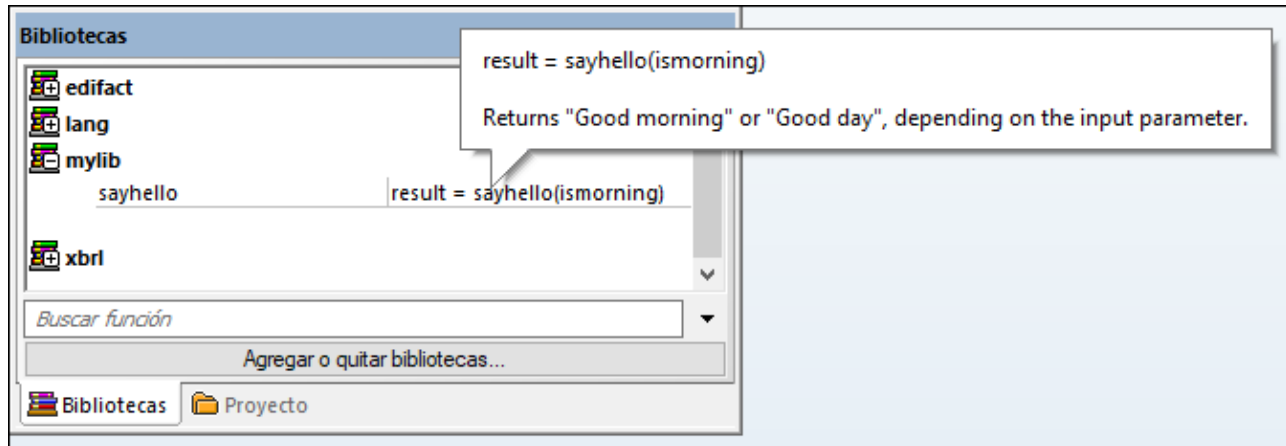 Bibliotecas
result = sayhello(ismorning)
Returns "Good morning" or "Good day", depending on the input parameter.
edifact
lang
mylib
sayhello result = sayhello(ismorning)
xbrl
Buscar función
Agregar o quitar bibliotecas...
Bibliotecas Proyecto